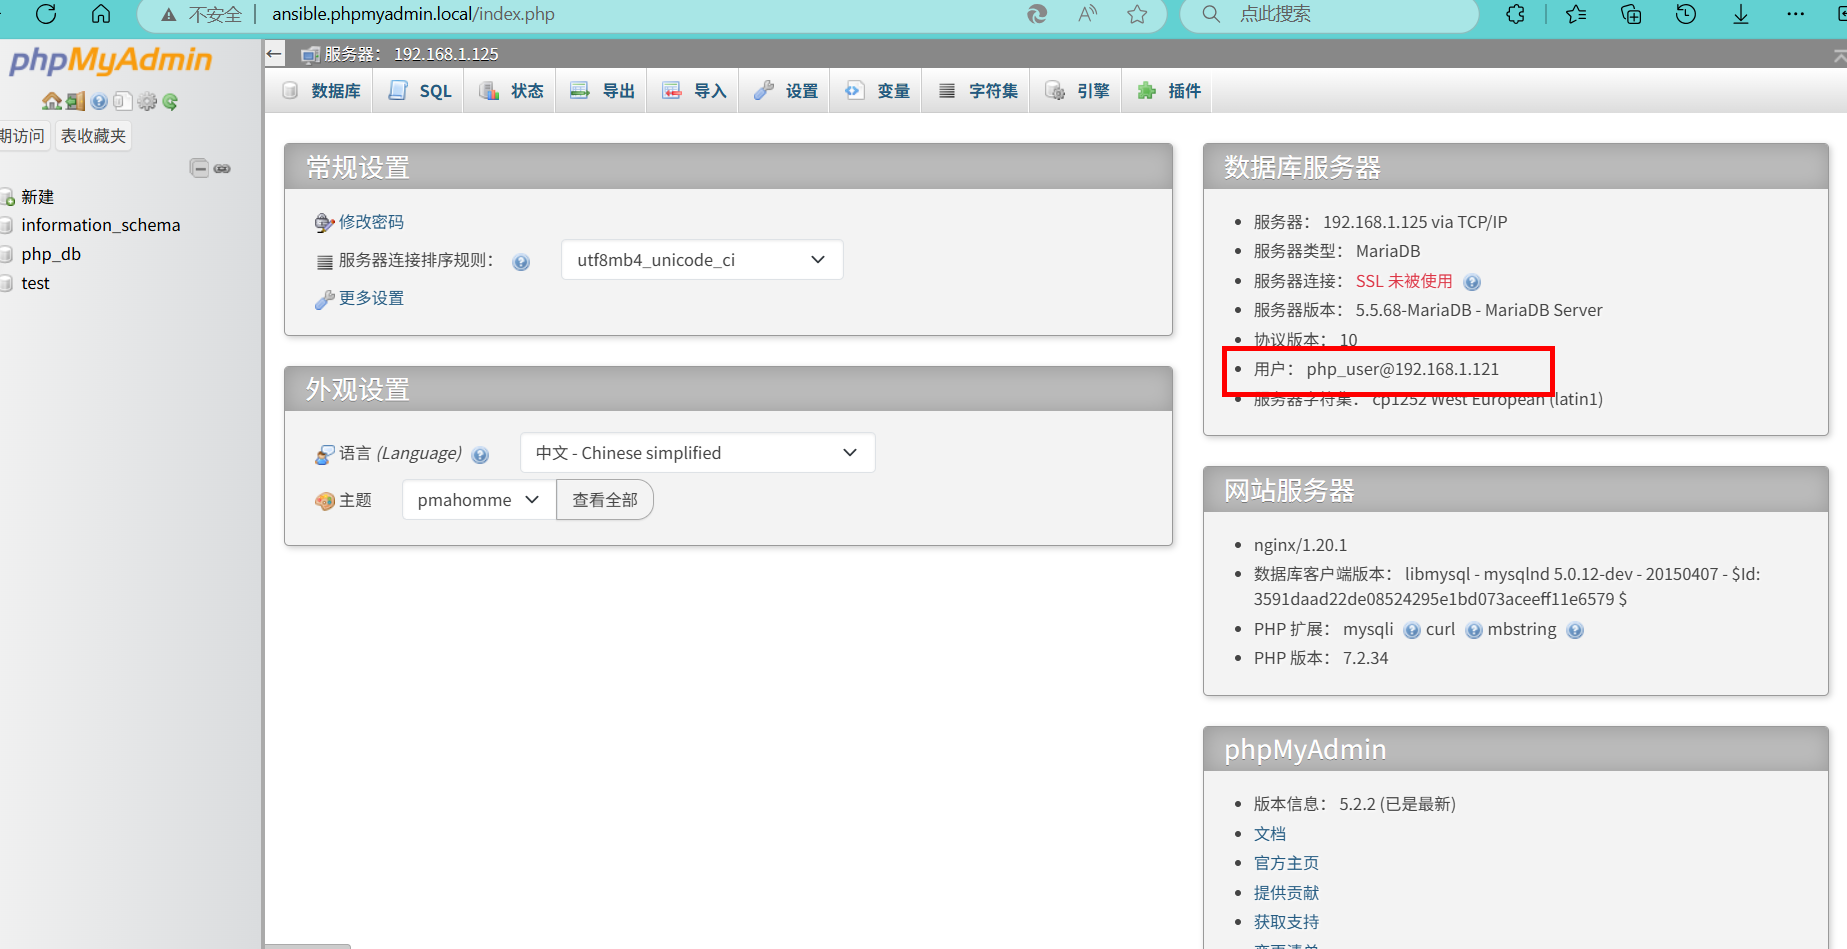 不安全 ansible.phpmyadmin.local/index.php 点此搜索
phpMyAdmin
期访问 表收藏夹
新建
information_schema
php_db
test
服务器： 192.168.1.125
数据库 SQL 状态 导出 导入 设置 变量 字符集 引擎 插件
常规设置
修改密码
服务器连接排序规则： utf8mb4_unicode_ci
更多设置
外观设置
语言 (Language) 中文 - Chinese simplified
主题 pmahomme 查看全部
数据库服务器
服务器： 192.168.1.125 via TCP/IP
服务器类型： MariaDB
服务器连接： SSL 未被使用
服务器版本： 5.5.68-MariaDB - MariaDB Server
协议版本： 10
用户： php_user@192.168.1.121
服务器字符集： cp1252 West European (latin1)
网站服务器
nginx/1.20.1
数据库客户端版本： libmysql - mysqlnd 5.0.12-dev - 20150407 - $Id:
3591daad22de08524295e1bd073aceeff11e6579 $
PHP 扩展： mysqli curl mbstring
PHP 版本： 7.2.34
phpMyAdmin
版本信息： 5.2.2 (已是最新)
文档
官方主页
提供贡献
获取支持